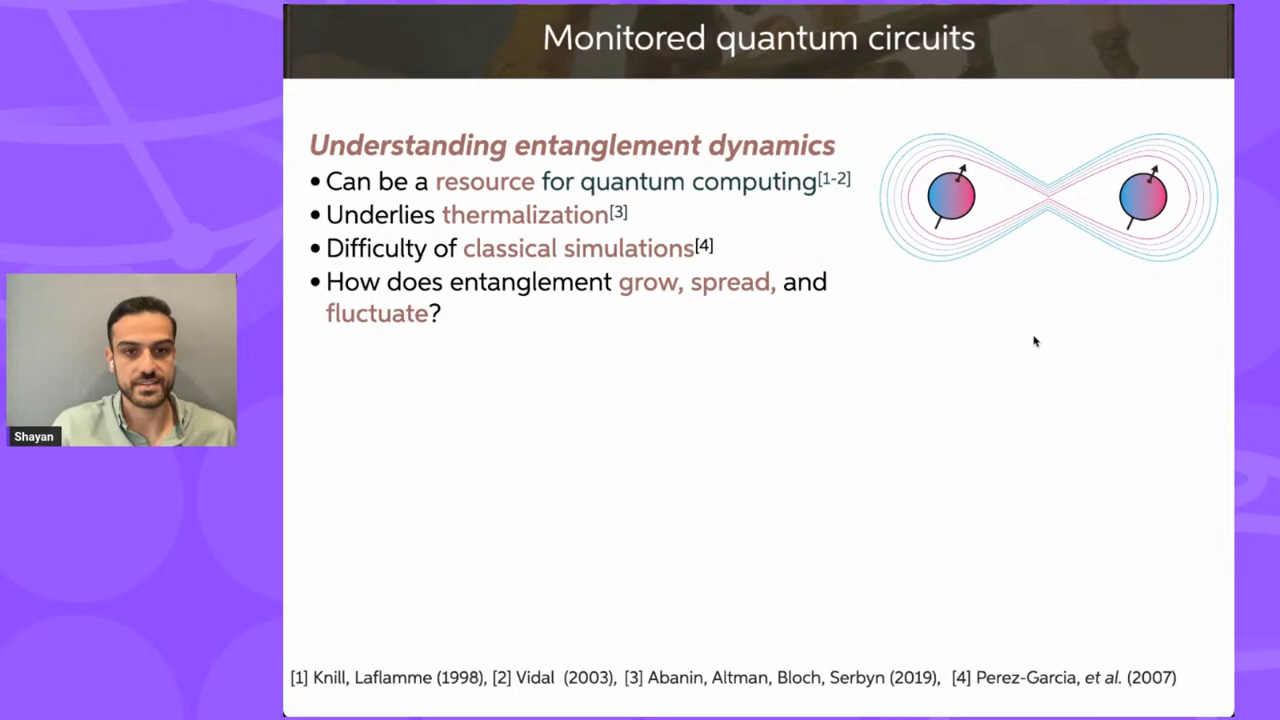 Monitored quantum circuits
Understanding entanglement dynamics
• Can be a resource for quantum computing[1-2]
• Underlies thermalization[3]
• Difficulty of classical simulations[4]
• How does entanglement grow, spread, and
fluctuate?
Shayan
[1] Knill, Laflamme (1998), [2] Vidal (2003), [3] Abanin, Altman, Bloch, Serbyn (2019), [4] Perez-Garcia, et al. (2007)